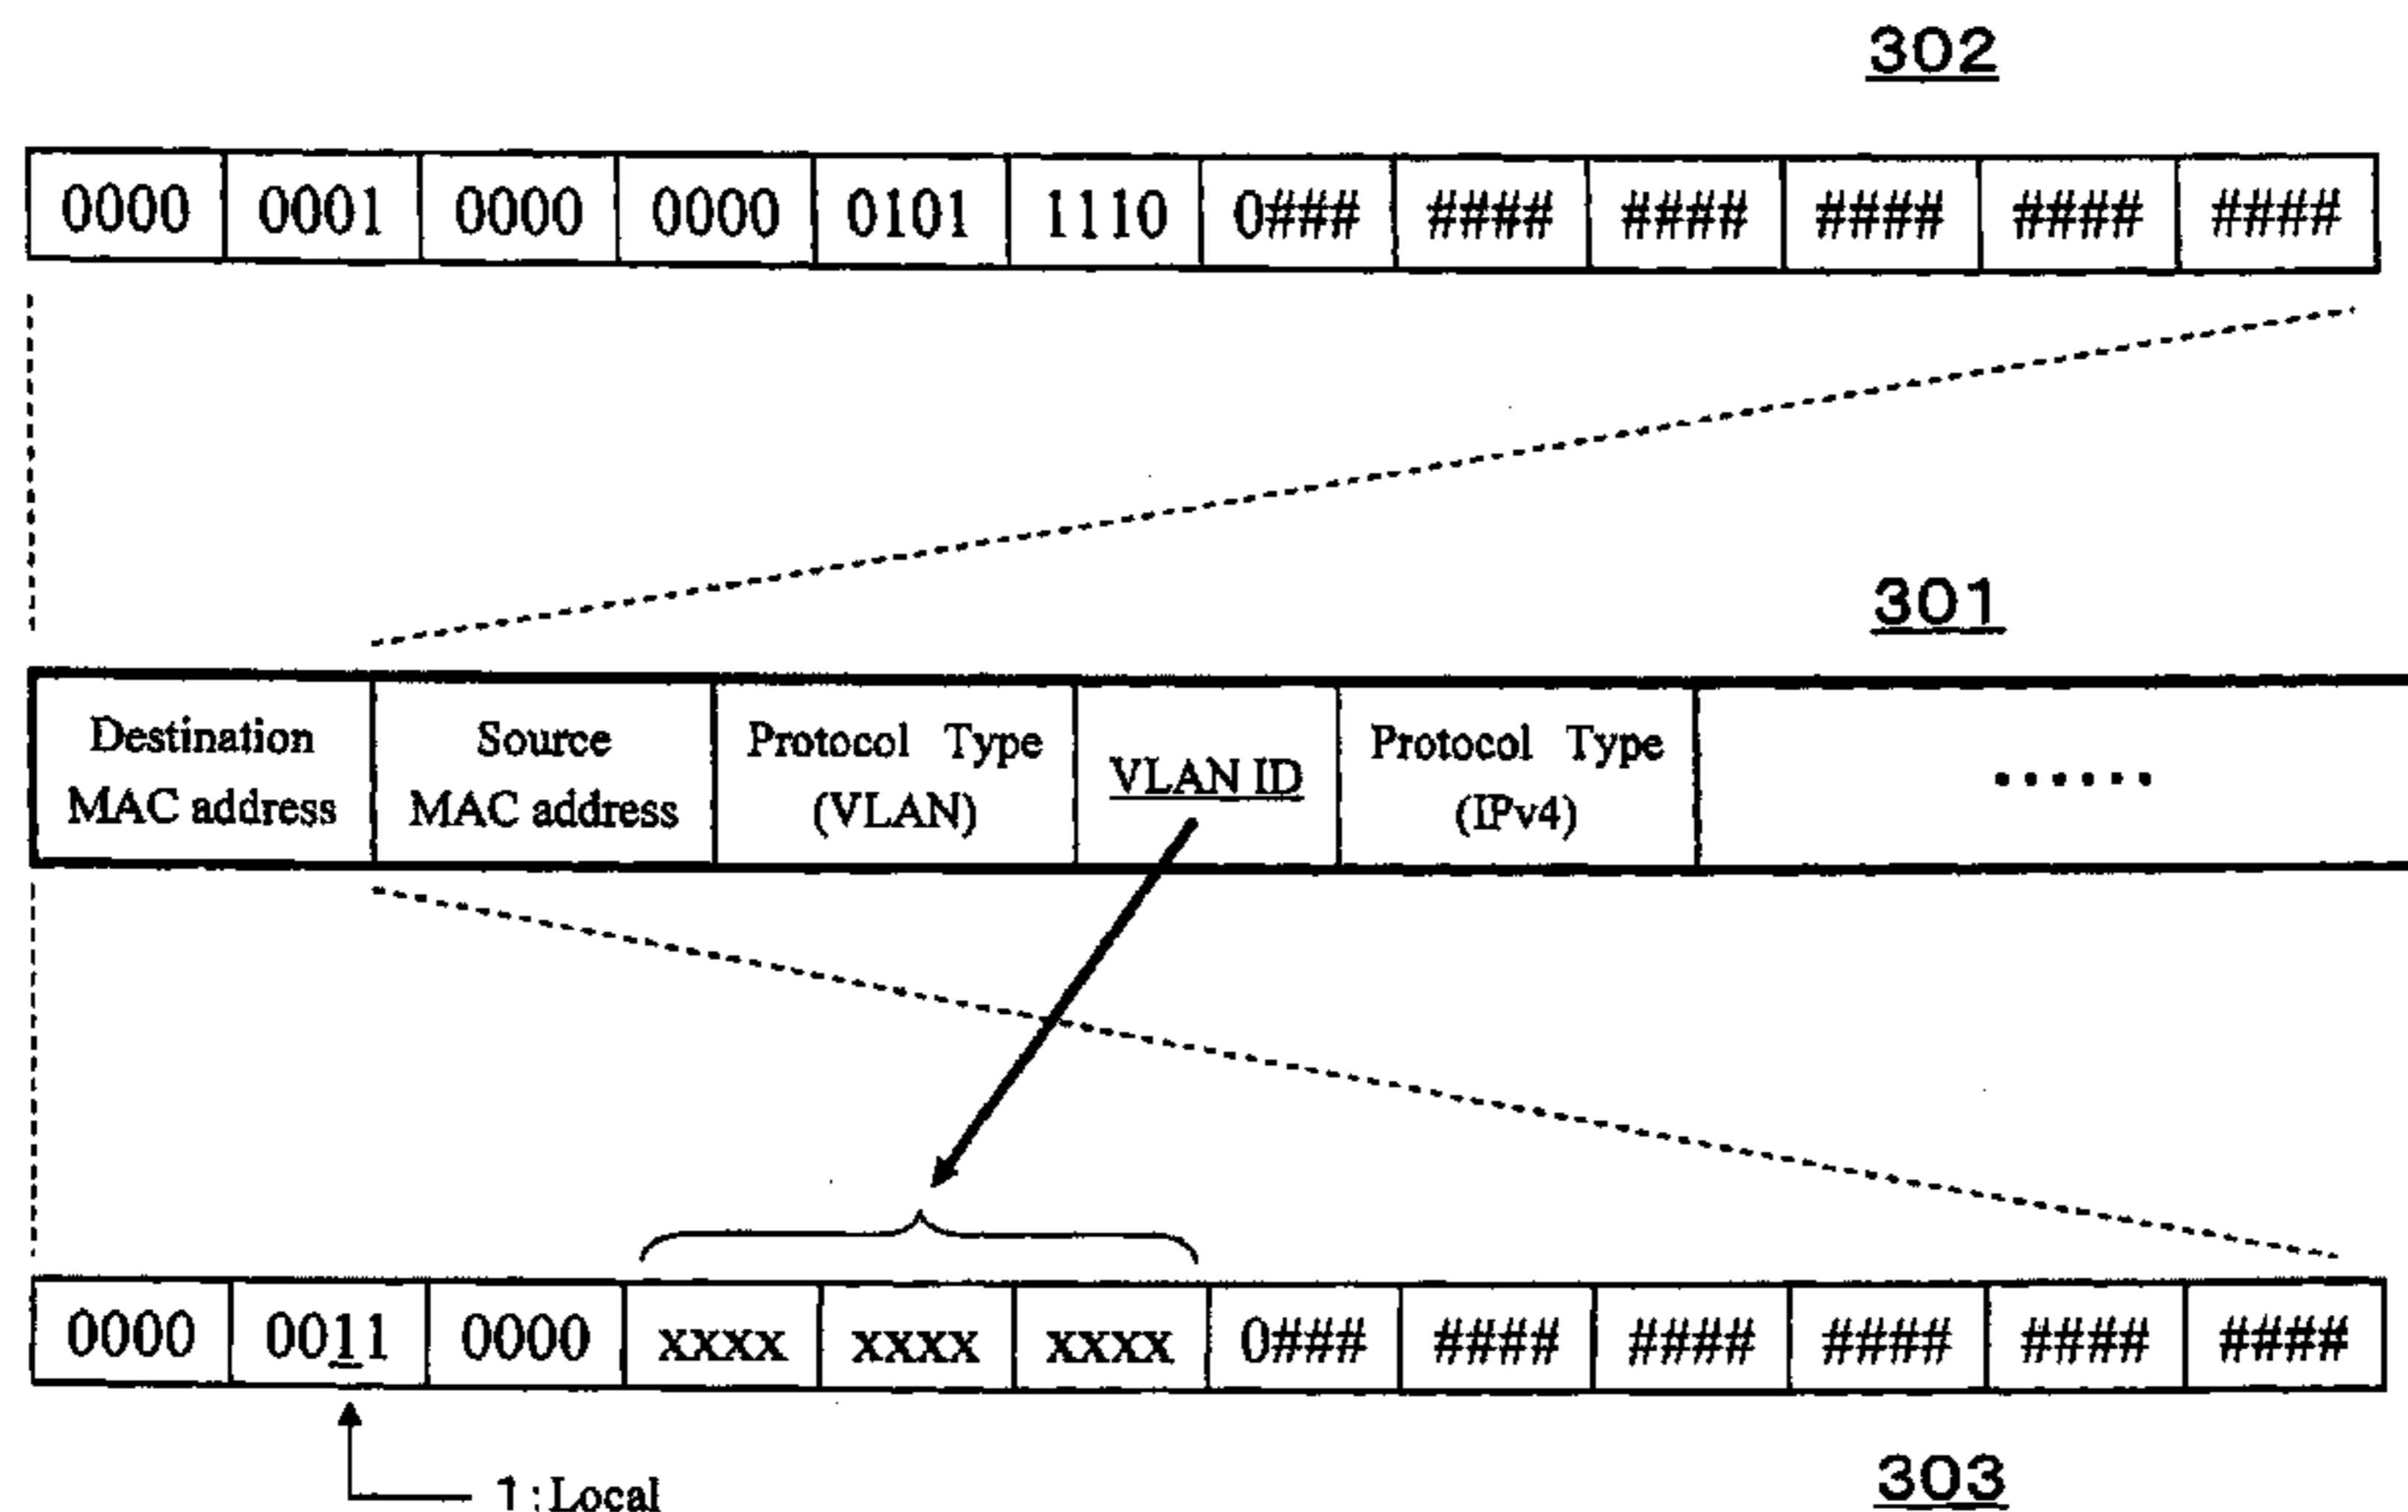 302
0000 0001 0000 0000 0101 1110 0### #### #### #### #### ####
301
Destination MAC address
Source MAC address
Protocol Type (VLAN)
VLAN ID
Protocol Type (IPv4)
......
0000 0011 0000 xxxx xxxx xxxx 0### #### #### #### #### ####
1:Local
303